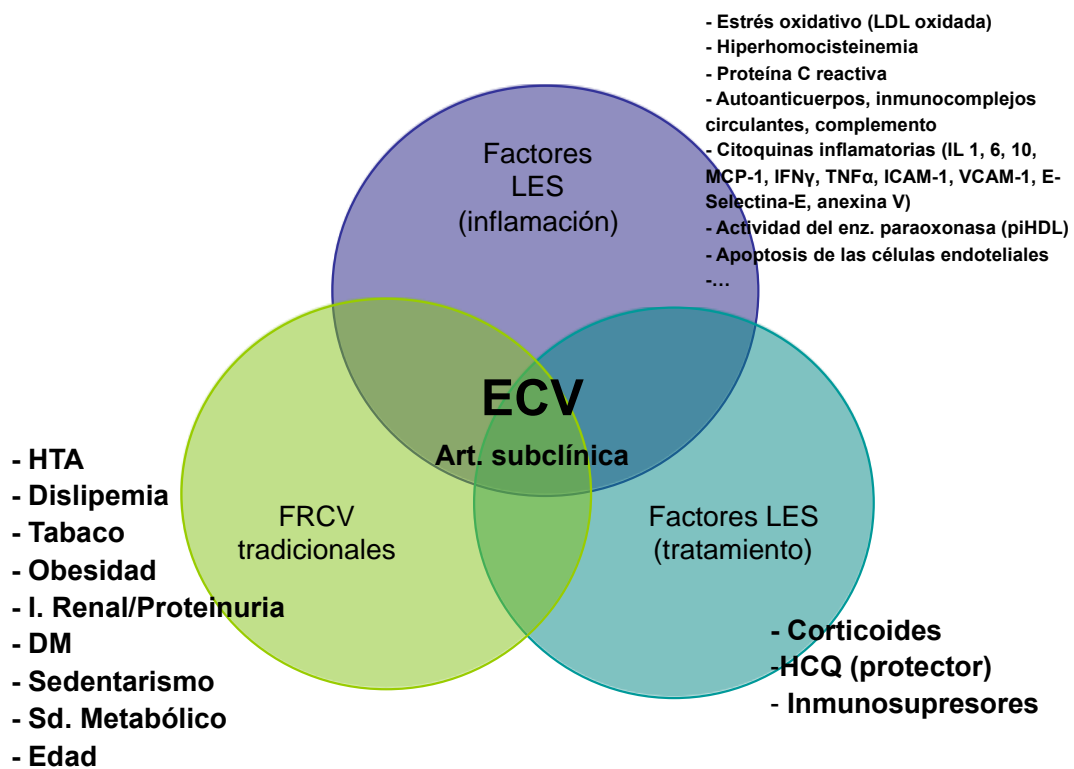 - Estrés oxidativo (LDL oxidada)
- Hiperhomocisteinemia
- Proteína C reactiva
- Autoanticuerpos, inmunocomplejos
circulantes, complemento
- Citoquinas inflamatorias (IL 1, 6, 10,
MCP-1, IFNγ, TNFα, ICAM-1, VCAM-1, E-
Selectina-E, anexina V)
- Actividad del enz. paraoxonasa (piHDL)
- Apoptosis de las células endoteliales
-...
Factores
LES
(inflamación)
ECV
Art. subclínica
- HTA
- Dislipemia
- Tabaco
- Obesidad
- I. Renal/Proteinuria
- DM
- Sedentarismo
- Sd. Metabólico
- Edad
FRCV
tradicionales
Factores LES
(tratamiento)
- Corticoides
-HCQ (protector)
- Inmunosupresores